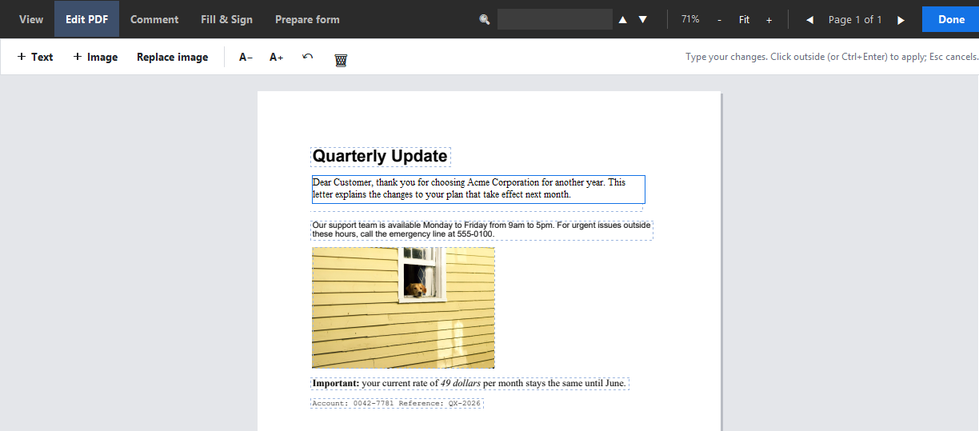 View Edit PDF Comment Fill & Sign Prepare form 71% - Fit + Page 1 of 1 Done
+ Text + Image Replace image A− A+ Type your changes. Click outside (or Ctrl+Enter) to apply; Esc cancels.
Quarterly Update
Dear Customer, thank you for choosing Acme Corporation for another year. This
letter explains the changes to your plan that take effect next month.
Our support team is available Monday to Friday from 9am to 5pm. For urgent issues outside
these hours, call the emergency line at 555-0100.
Important: your current rate of 49 dollars per month stays the same until June.
Account: 0042-7781 Reference: QX-2026